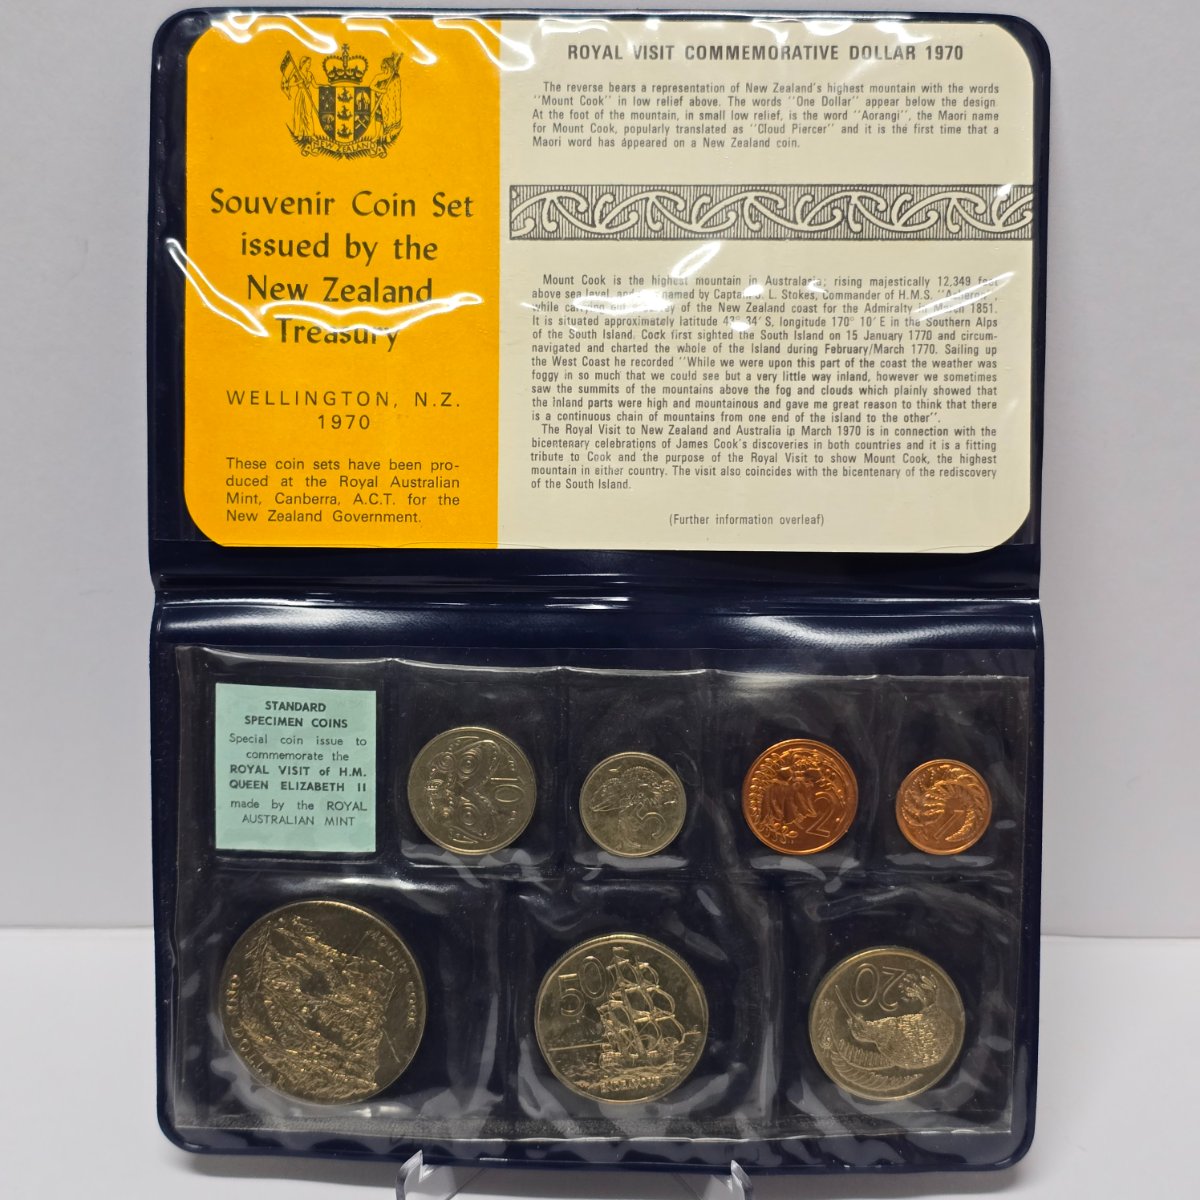 NEW ZEALAND
Souvenir Coin Set
issued by the
New Zealand
Treasury
WELLINGTON, N.Z.
1970
These coin sets have been pro-
duced at the Royal Australian
Mint, Canberra, A.C.T. for the
New Zealand Government.
ROYAL VISIT COMMEMORATIVE DOLLAR 1970
The reverse bears a representation of New Zealand's highest mountain with the words
"Mount Cook" in low relief above. The words "One Dollar" appear below the design.
At the foot of the mountain, in small low relief, is the word "Aorangi", the Maori name
for Mount Cook, popularly translated as "Cloud Piercer" and it is the first time that a
Maori word has appeared on a New Zealand coin.
Mount Cook is the highest mountain in Australasia; rising majestically 12,349 feet
above sea level, and named by Captain J. L. Stokes, Commander of H.M.S.
while carrying out a survey of the New Zealand coast for the Admiralty in March 1851.
It is situated approximately latitude 43° 34′ S, longitude 170° 10′ E in the Southern Alps
of the South Island. Cock first sighted the South Island on 15 January 1770 and circum-
navigated and charted the whole of the Island during February/March 1770. Sailing up
the West Coast he recorded "While we were upon this part of the coast the weather was
foggy in so much that we could see but a very little way inland, however we sometimes
saw the summits of the mountains above the fog and clouds which plainly showed that
the inland parts were high and mountainous and gave me great reason to think that there
is a continuous chain of mountains from one end of the island to the other".
The Royal Visit to New Zealand and Australia in March 1970 is in connection with the
bicentenary celebrations of James Cook's discoveries in both countries and it is a fitting
tribute to Cook and the purpose of the Royal Visit to show Mount Cook, the highest
mountain in either country. The visit also coincides with the bicentenary of the rediscovery
of the South Island.
(Further information overleaf)
STANDARD
SPECIMEN COINS
Special coin issue to
commemorate the
ROYAL VISIT of H.M.
QUEEN ELIZABETH II
made by the ROYAL
AUSTRALIAN MINT
10
5
2
1
MOUNT COOK
ONE DOLLAR
50
ENDEAVOUR
20